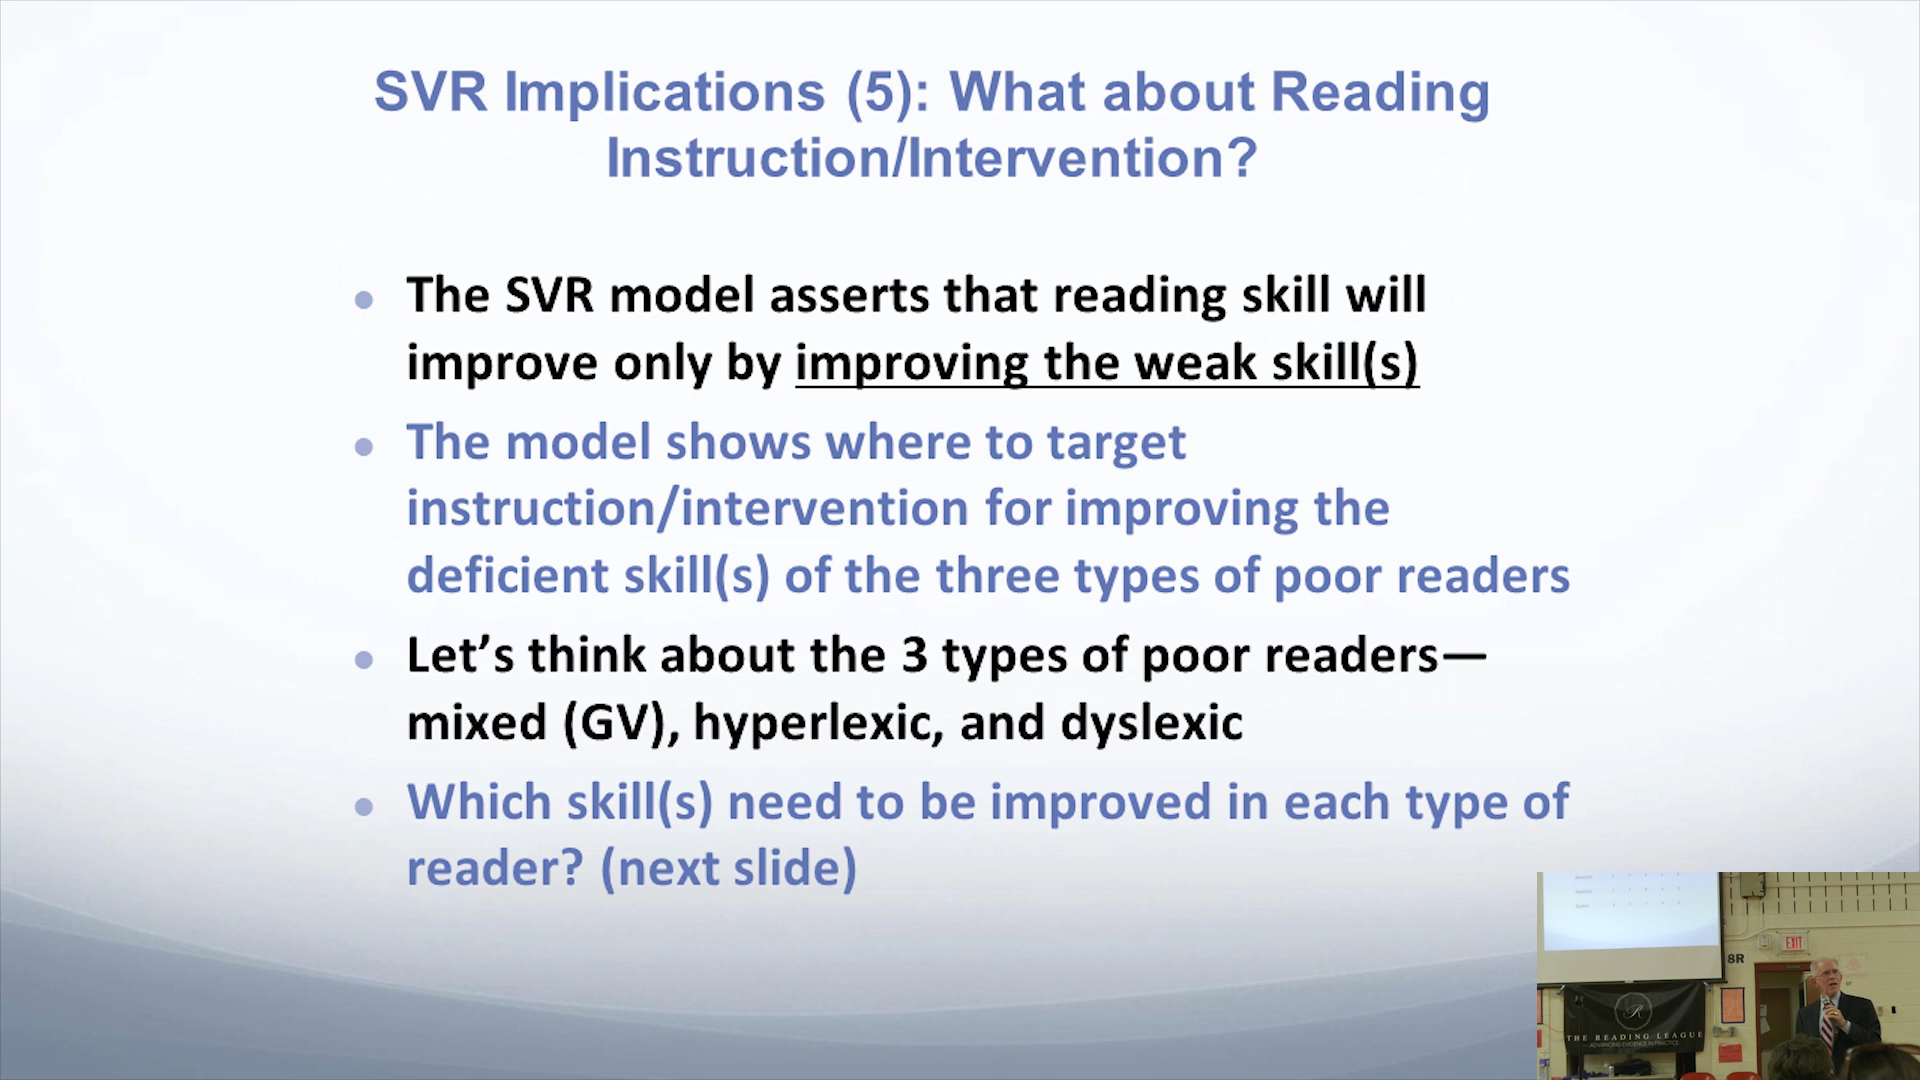 SVR Implications (5): What about Reading
Instruction/Intervention?
• The SVR model asserts that reading skill will
improve only by improving the weak skill(s)
• The model shows where to target
instruction/intervention for improving the
deficient skill(s) of the three types of poor readers
• Let’s think about the 3 types of poor readers—
mixed (GV), hyperlexic, and dyslexic
• Which skill(s) need to be improved in each type of
reader? (next slide)
EXIT
8R
R
THE READING LEAGUE
ADVANCING EVIDENCE IN PRACTICE